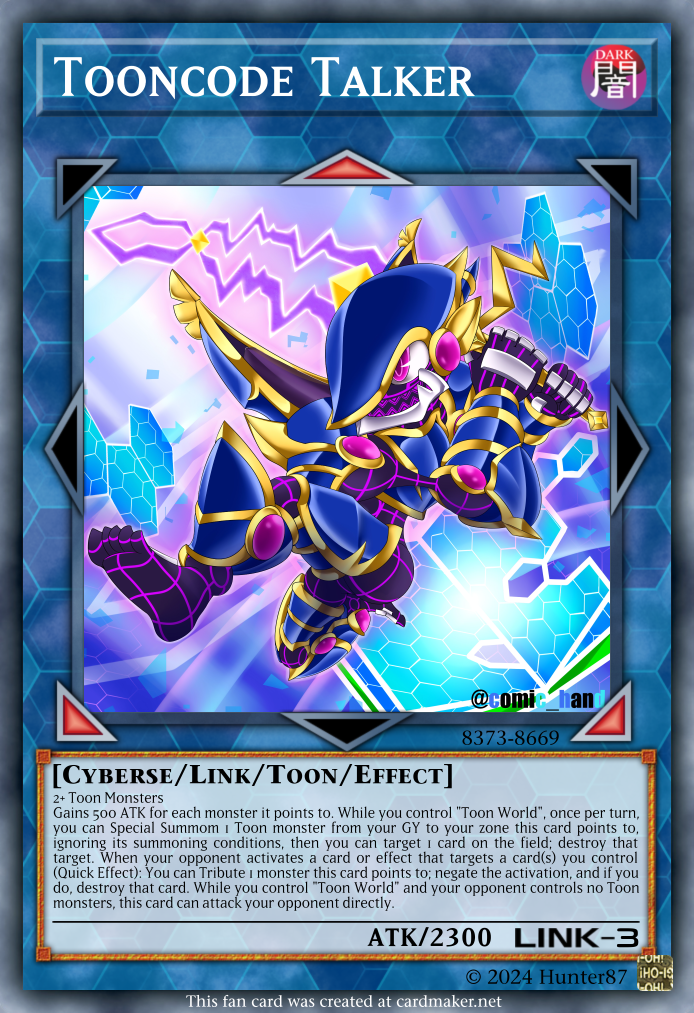 Tooncode Talker
DARK
闇
@comic_hand
8373-8669
[Cyberse/Link/Toon/Effect]
2+ Toon Monsters
Gains 500 ATK for each monster it points to. While you control "Toon World", once per turn,
you can Special Summom 1 Toon monster from your GY to your zone this card points to,
ignoring its summoning conditions, then you can target 1 card on the field; destroy that
target. When your opponent activates a card or effect that targets a card(s) you control
(Quick Effect): You can Tribute 1 monster this card points to; negate the activation, and if you
do, destroy that card. While you control "Toon World" and your opponent controls no Toon
monsters, this card can attack your opponent directly.
ATK/2300 LINK-3
© 2024 Hunter87
This fan card was created at cardmaker.net